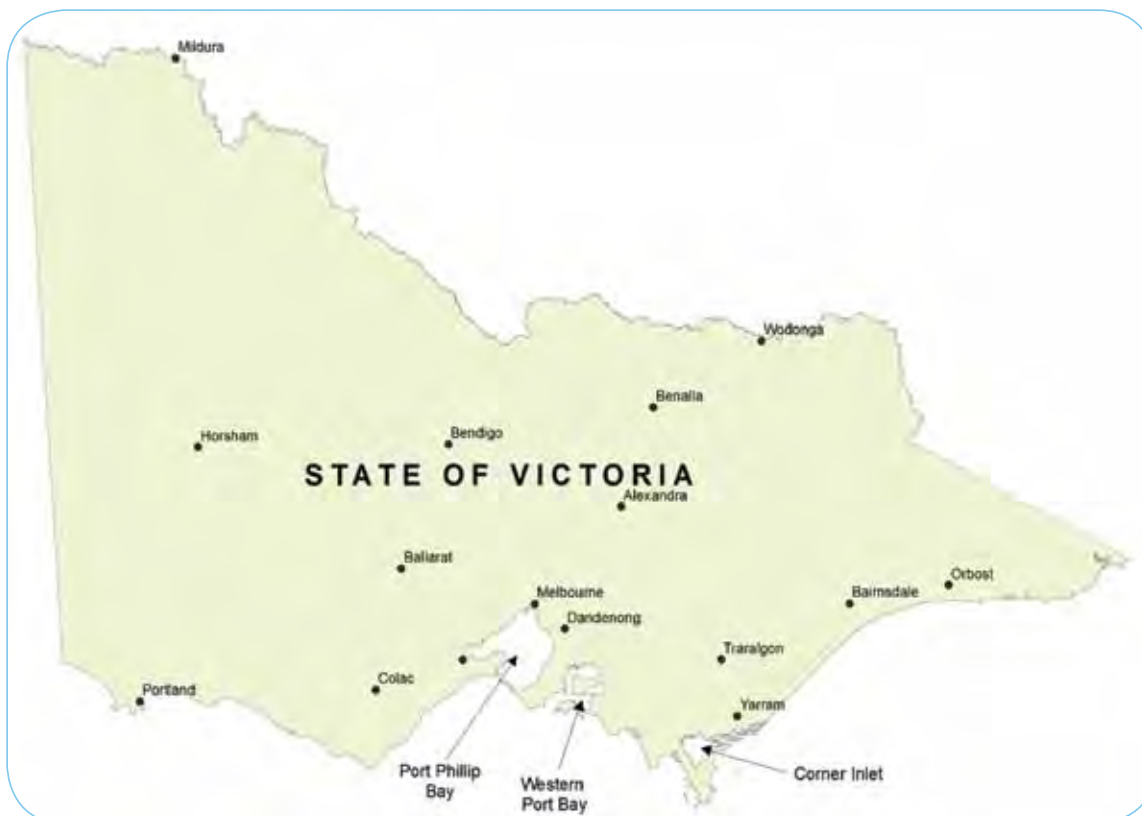 Mildura
Wodonga
Benalla
Horsham
Bendigo
STATE OF VICTORIA
Alexandra
Ballarat
Orbost
Melbourne
Bairnsdale
Dandenong
Traralgon
Colac
Portland
Yarram
Port Phillip
Bay
Western
Port Bay
Corner Inlet